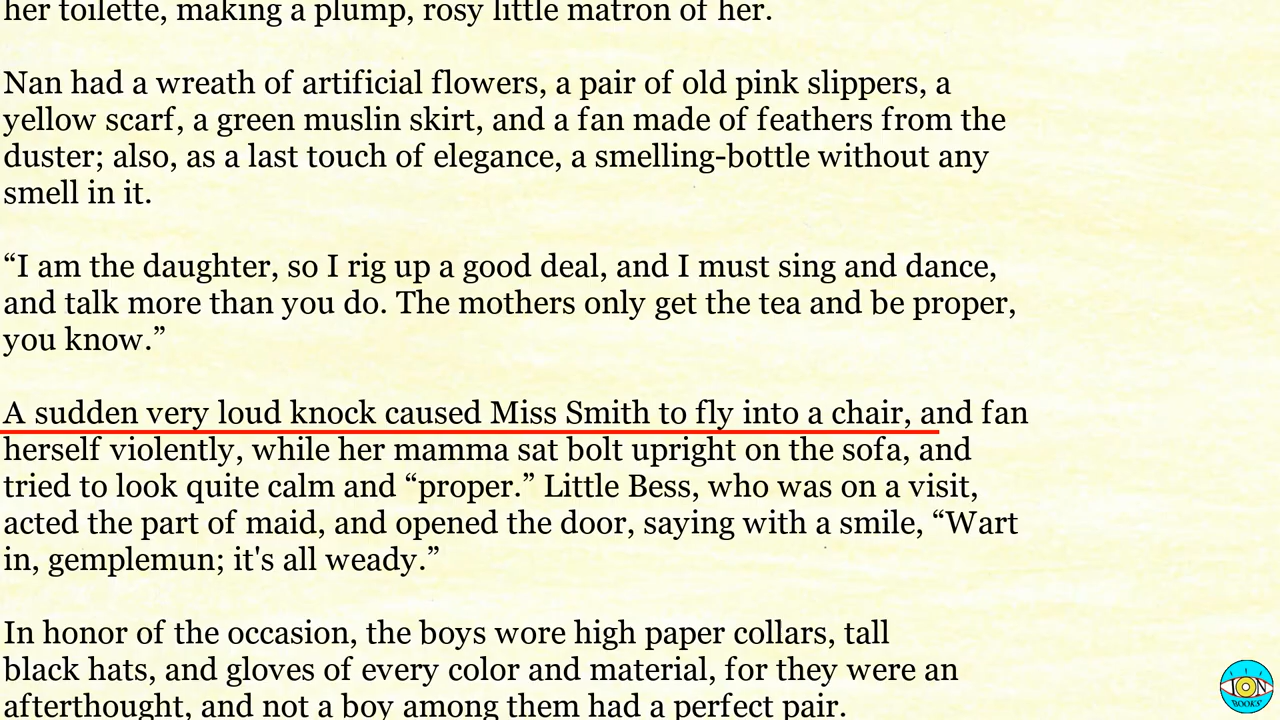 her toilette, making a plump, rosy little matron of her.
Nan had a wreath of artificial flowers, a pair of old pink slippers, a
yellow scarf, a green muslin skirt, and a fan made of feathers from the
duster; also, as a last touch of elegance, a smelling-bottle without any
smell in it.
“I am the daughter, so I rig up a good deal, and I must sing and dance,
and talk more than you do. The mothers only get the tea and be proper,
you know.”
A sudden very loud knock caused Miss Smith to fly into a chair, and fan
herself violently, while her mamma sat bolt upright on the sofa, and
tried to look quite calm and “proper.” Little Bess, who was on a visit,
acted the part of maid, and opened the door, saying with a smile, “Wart
in, gemplemun; it's all weady.”
In honor of the occasion, the boys wore high paper collars, tall
black hats, and gloves of every color and material, for they were an
afterthought, and not a boy among them had a perfect pair.
ION
BOOKS